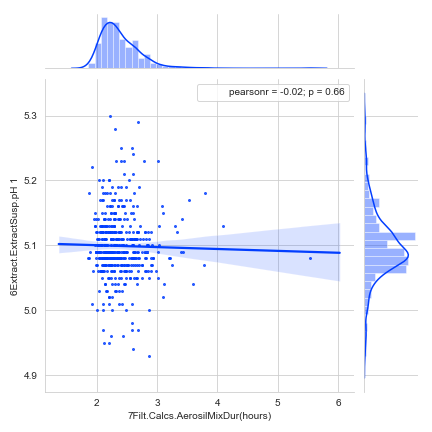 pearsonr = -0.02; p = 0.66
5.3
5.2
5.1
5.0
4.9
6Extract.ExtractSusp.pH 1
2 3 4 5 6
7Filt.Calcs.AerosilMixDur(hours)